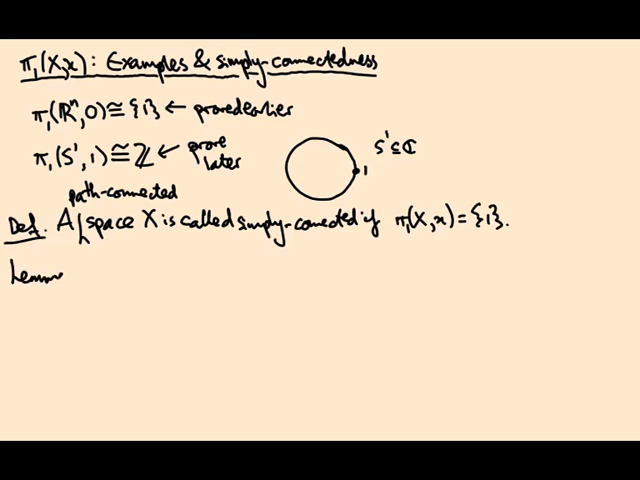 π₁(X,x): Examples & simply-connectedness
π₁(ℝⁿ,0)≅{1} ← proved earlier
π₁(S¹,1)≅ℤ ← prove later
S¹⊆ℂ
1
path-connected
Def. A space X is called simply-connected if π₁(X,x)={1}.
Lemm